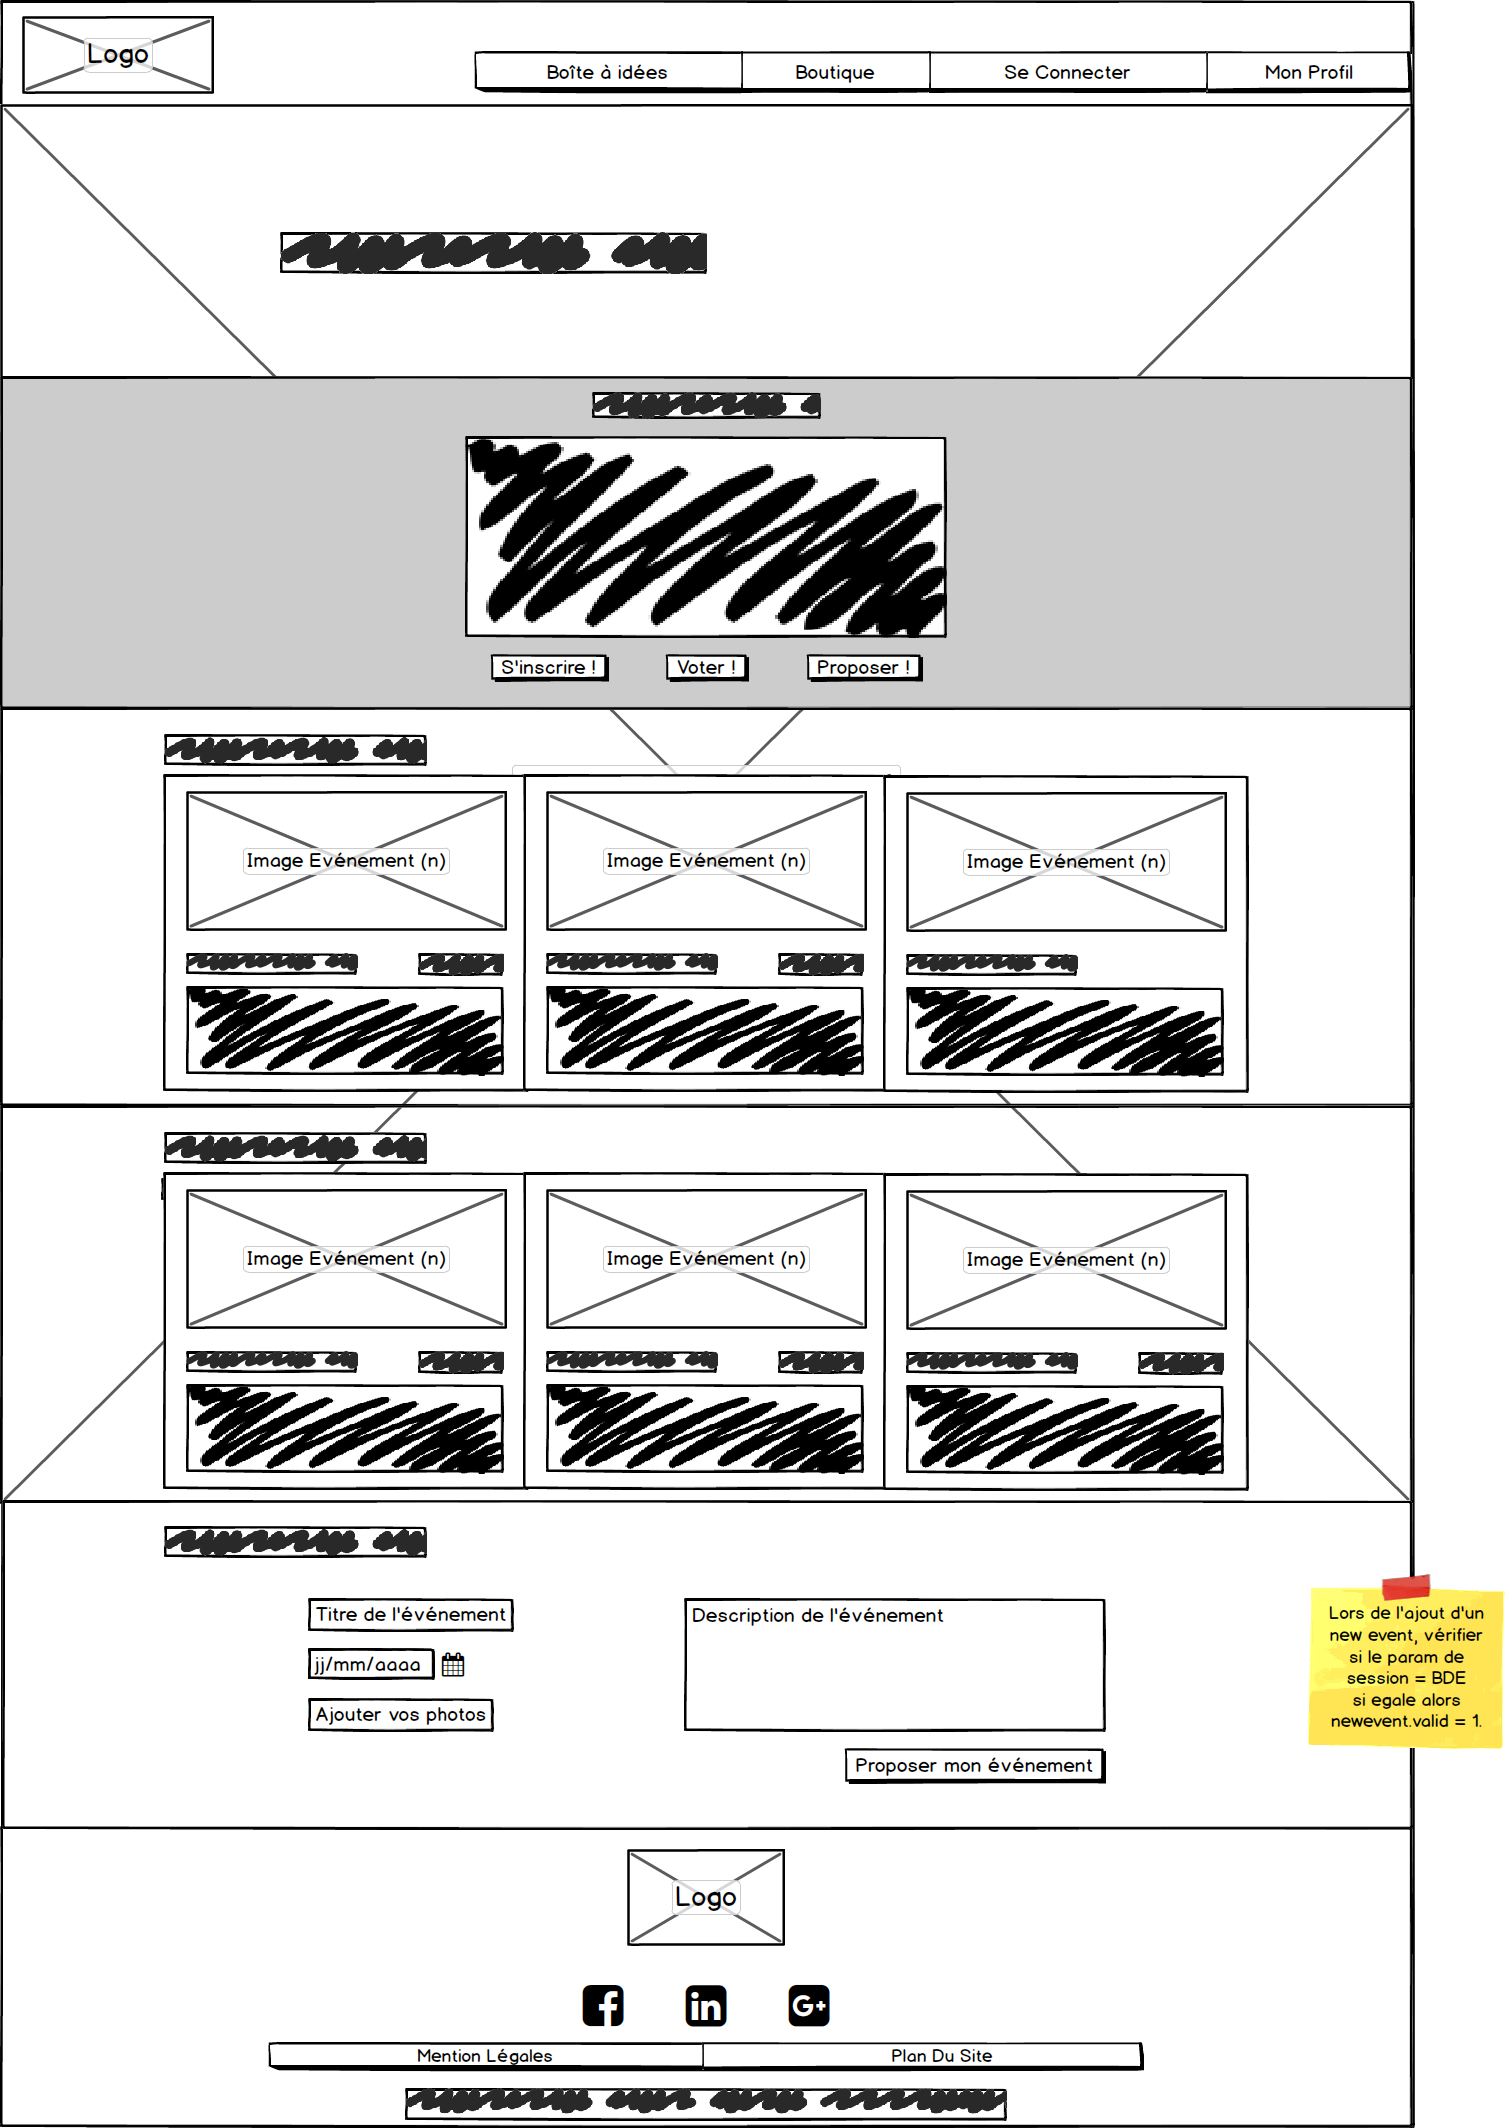 Logo
Boîte à idées
Boutique
Se Connecter
Mon Profil
S'inscrire !
Voter !
Proposer !
Image Evénement (n)
Image Evénement (n)
Image Evénement (n)
Image Evénement (n)
Image Evénement (n)
Image Evénement (n)
Titre de l'événement
jj/mm/aaaa
Ajouter vos photos
Description de l'événement
Proposer mon événement
Lors de l'ajout d'un
new event, vérifier
si le param de
session = BDE
si egale alors
newevent.valid = 1.
Logo
f
in
G+
Mention Légales
Plan Du Site